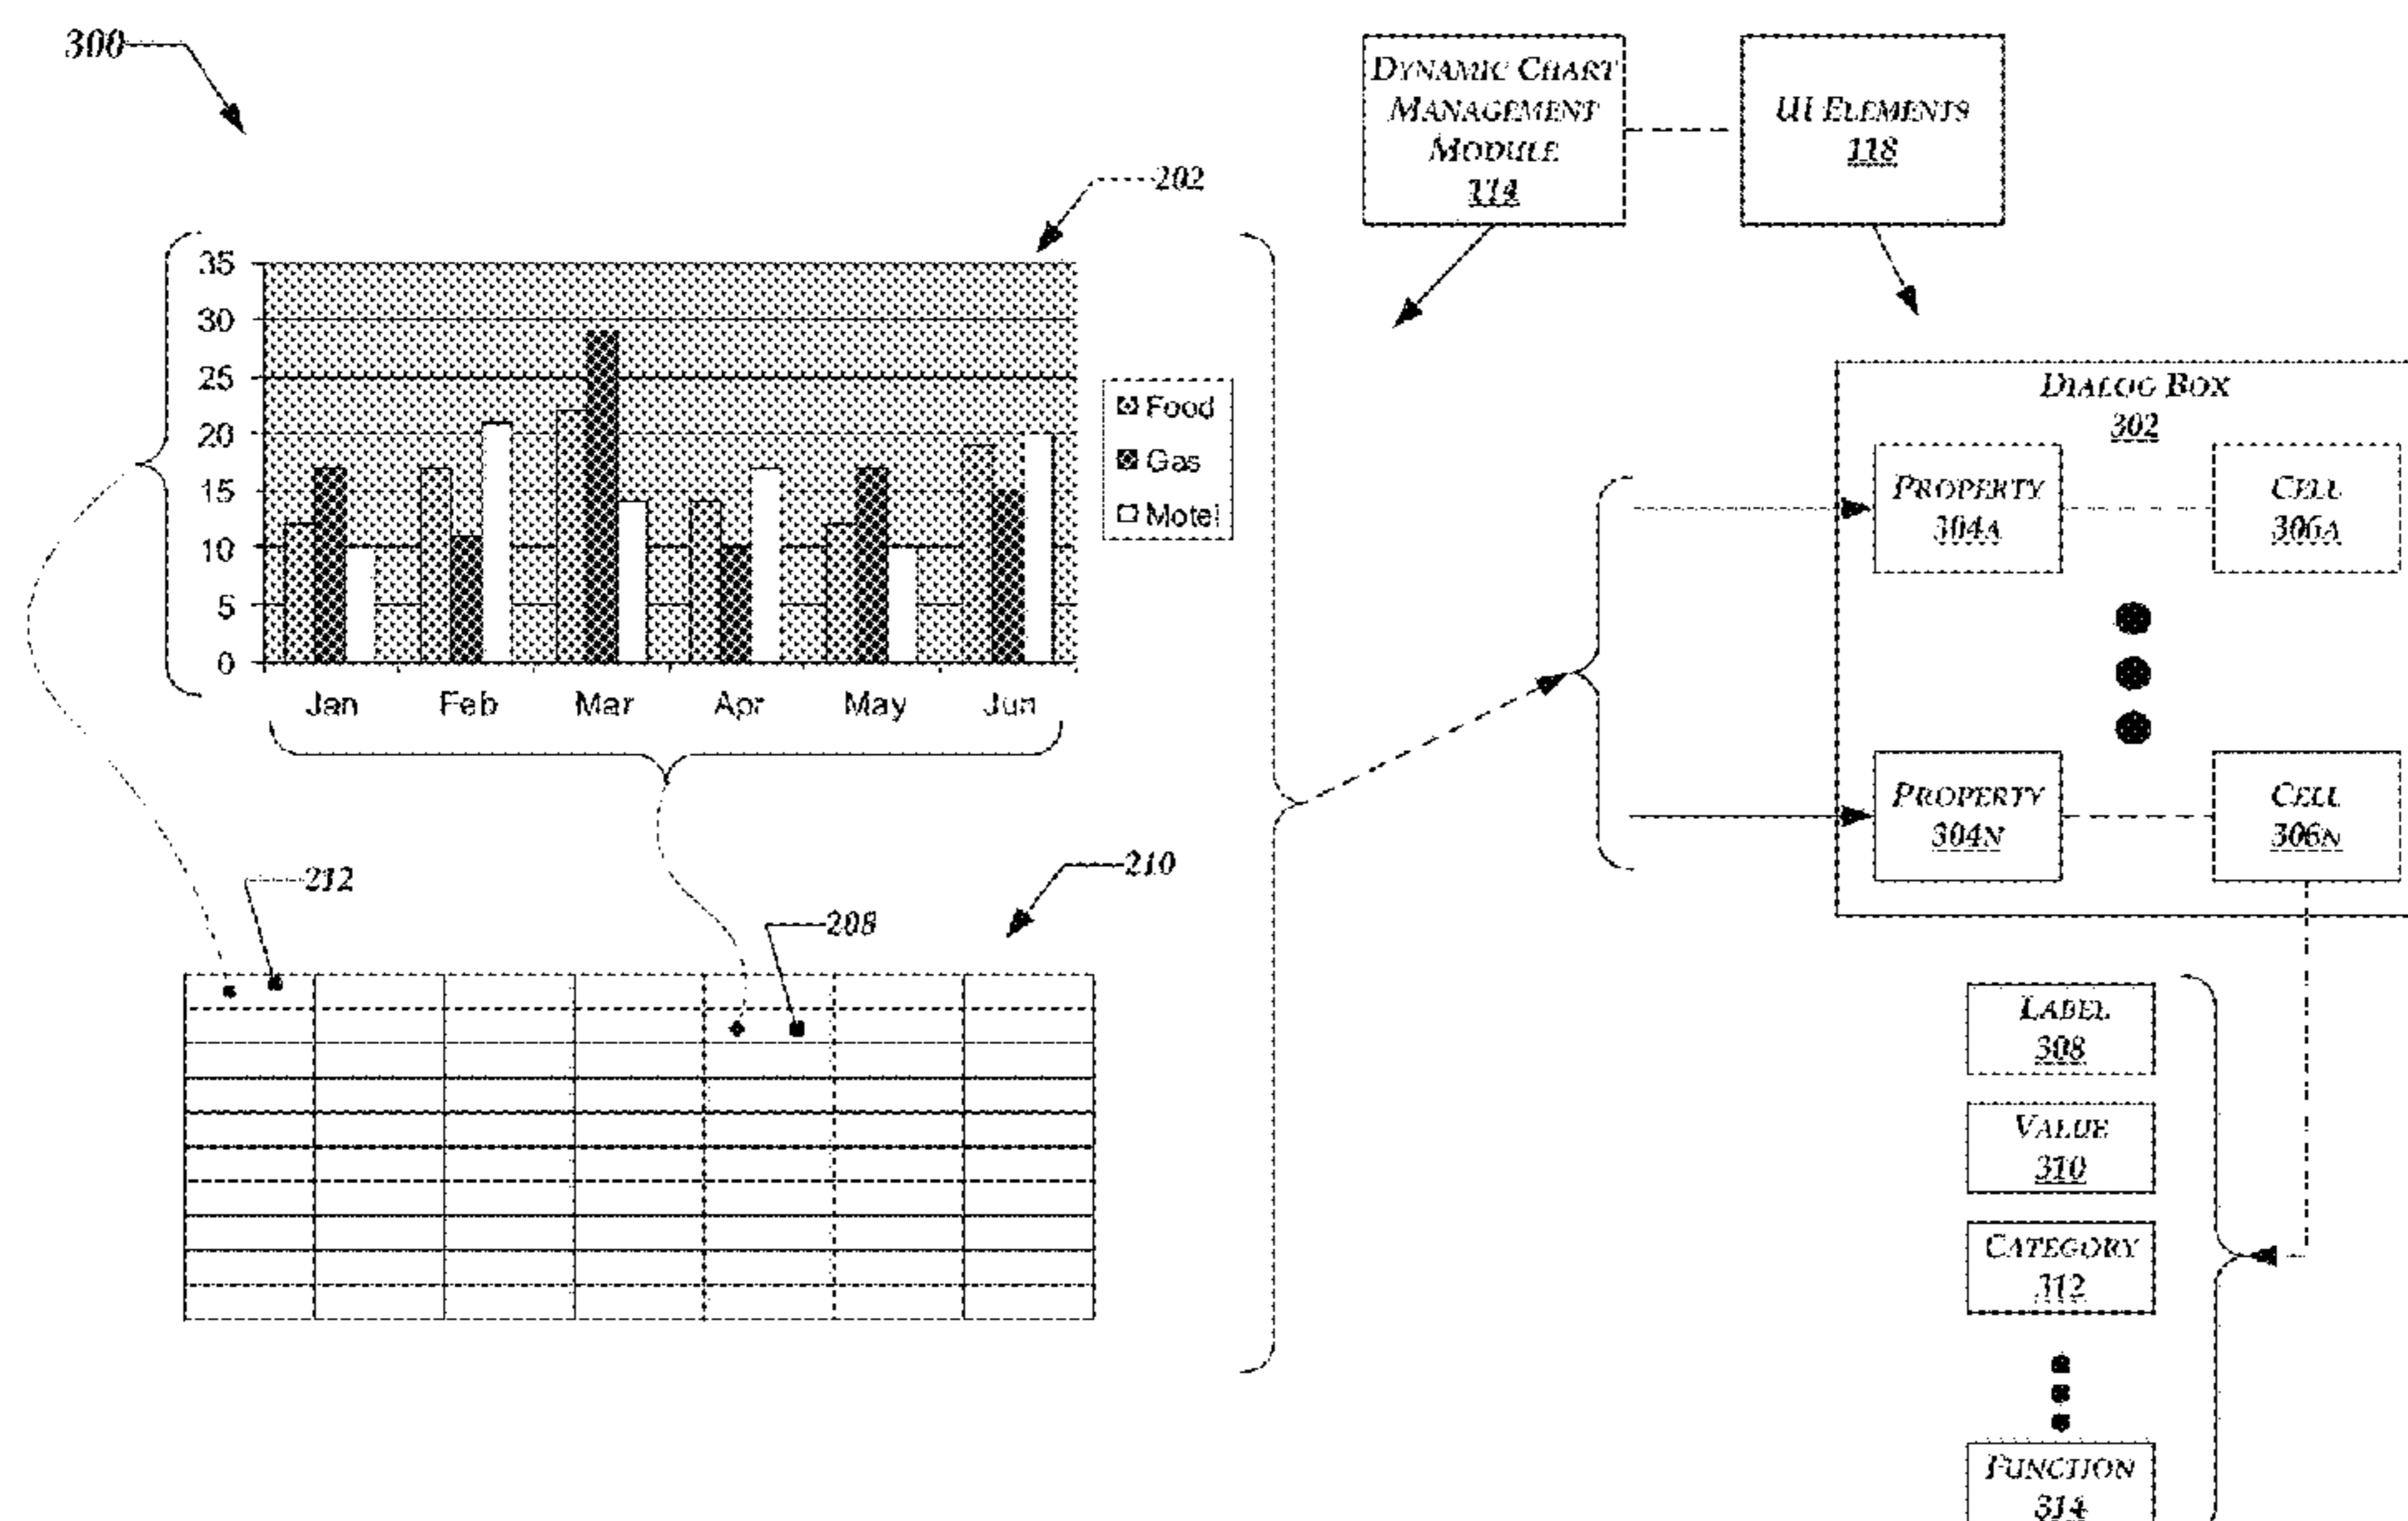 300
DYNAMIC CHART
MANAGEMENT
MODULE
114
UI ELEMENTS
118
202
35
30
25
20
15
10
5
0
Jan Feb Mar Apr May Jun
Food
Gas
Motel
DIALOG BOX
302
PROPERTY
304A
CELL
306A
PROPERTY
304N
CELL
306N
212
208
210
LABEL
308
VALUE
310
CATEGORY
312
FUNCTION
314